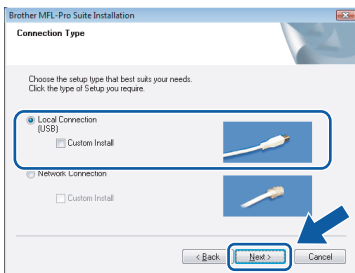 Brother MFL-Pro Suite Installation
Connection Type
Choose the setup type that best suits your needs.
Click the type of Setup you require.
Local Connection
(USB)
Custom Install
Network Connection
Custom Install
< Back
Next >
Cancel